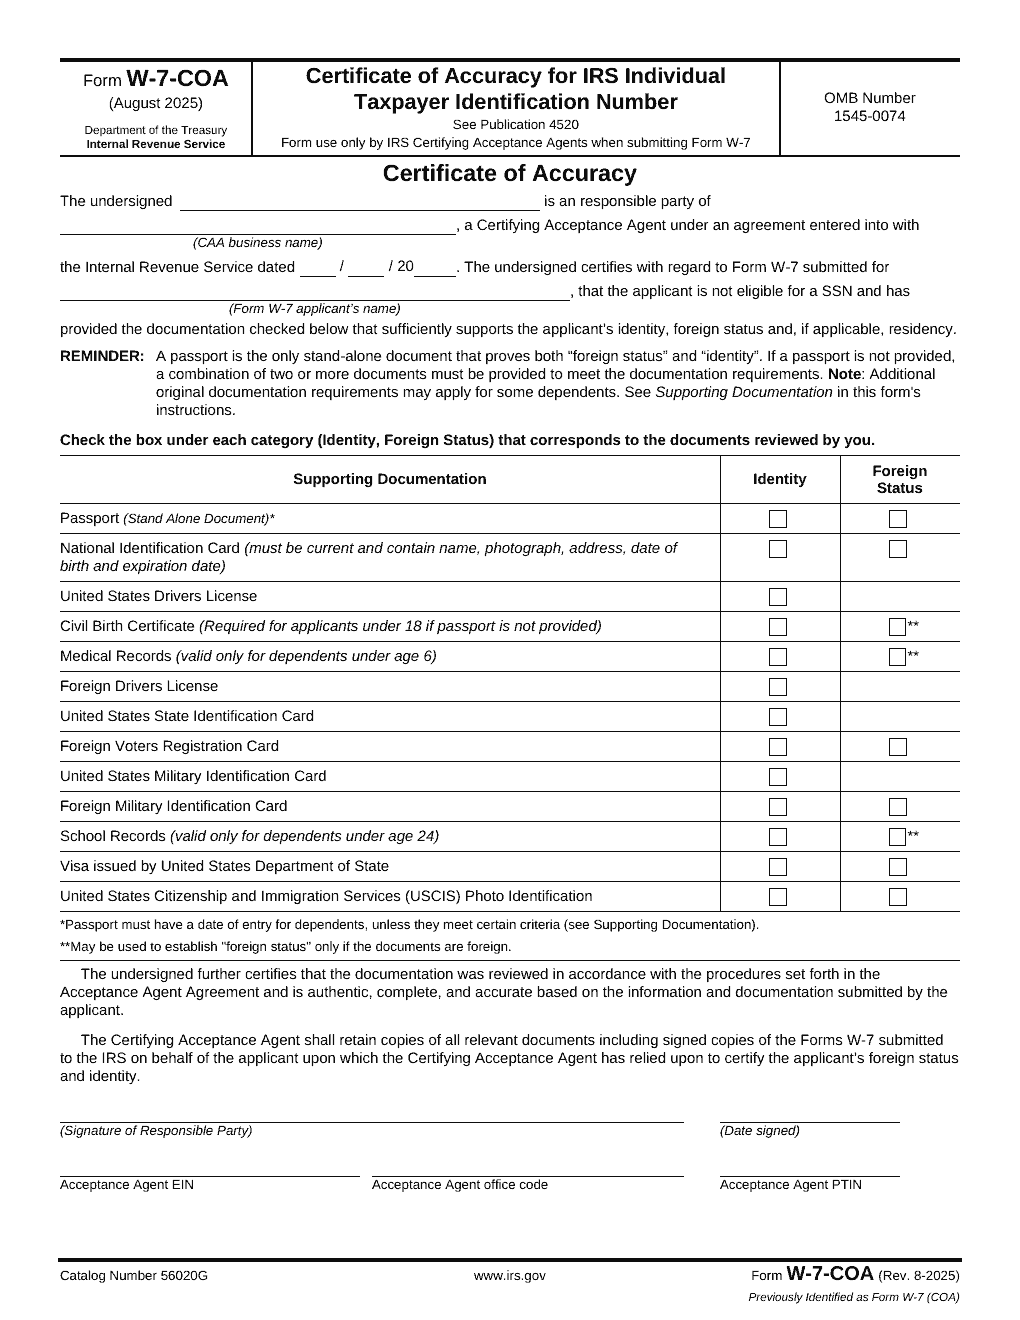 Form W-7-COA
(August 2025)
Department of the Treasury
Internal Revenue Service
Certificate of Accuracy for IRS Individual
Taxpayer Identification Number
See Publication 4520
Form use only by IRS Certifying Acceptance Agents when submitting Form W-7
OMB Number
1545-0074
Certificate of Accuracy
The undersigned is an responsible party of
, a Certifying Acceptance Agent under an agreement entered into with
(CAA business name)
the Internal Revenue Service dated / / 20 . The undersigned certifies with regard to Form W-7 submitted for
, that the applicant is not eligible for a SSN and has
(Form W-7 applicant’s name)
provided the documentation checked below that sufficiently supports the applicant’s identity, foreign status and, if applicable, residency.
REMINDER: A passport is the only stand-alone document that proves both “foreign status” and “identity”. If a passport is not provided,
a combination of two or more documents must be provided to meet the documentation requirements. Note: Additional
original documentation requirements may apply for some dependents. See Supporting Documentation in this form's
instructions.
Check the box under each category (Identity, Foreign Status) that corresponds to the documents reviewed by you.
Supporting Documentation Identity Foreign
Status
Passport (Stand Alone Document)*
National Identification Card (must be current and contain name, photograph, address, date of
birth and expiration date)
United States Drivers License
Civil Birth Certificate (Required for applicants under 18 if passport is not provided) **
Medical Records (valid only for dependents under age 6) **
Foreign Drivers License
United States State Identification Card
Foreign Voters Registration Card
United States Military Identification Card
Foreign Military Identification Card
School Records (valid only for dependents under age 24) **
Visa issued by United States Department of State
United States Citizenship and Immigration Services (USCIS) Photo Identification
*Passport must have a date of entry for dependents, unless they meet certain criteria (see Supporting Documentation).
**May be used to establish "foreign status" only if the documents are foreign.
The undersigned further certifies that the documentation was reviewed in accordance with the procedures set forth in the
Acceptance Agent Agreement and is authentic, complete, and accurate based on the information and documentation submitted by the
applicant.
The Certifying Acceptance Agent shall retain copies of all relevant documents including signed copies of the Forms W-7 submitted
to the IRS on behalf of the applicant upon which the Certifying Acceptance Agent has relied upon to certify the applicant’s foreign status
and identity.
(Signature of Responsible Party) (Date signed)
Acceptance Agent EIN Acceptance Agent office code Acceptance Agent PTIN
Catalog Number 56020G www.irs.gov Form W-7-COA (Rev. 8-2025)
Previously Identified as Form W-7 (COA)